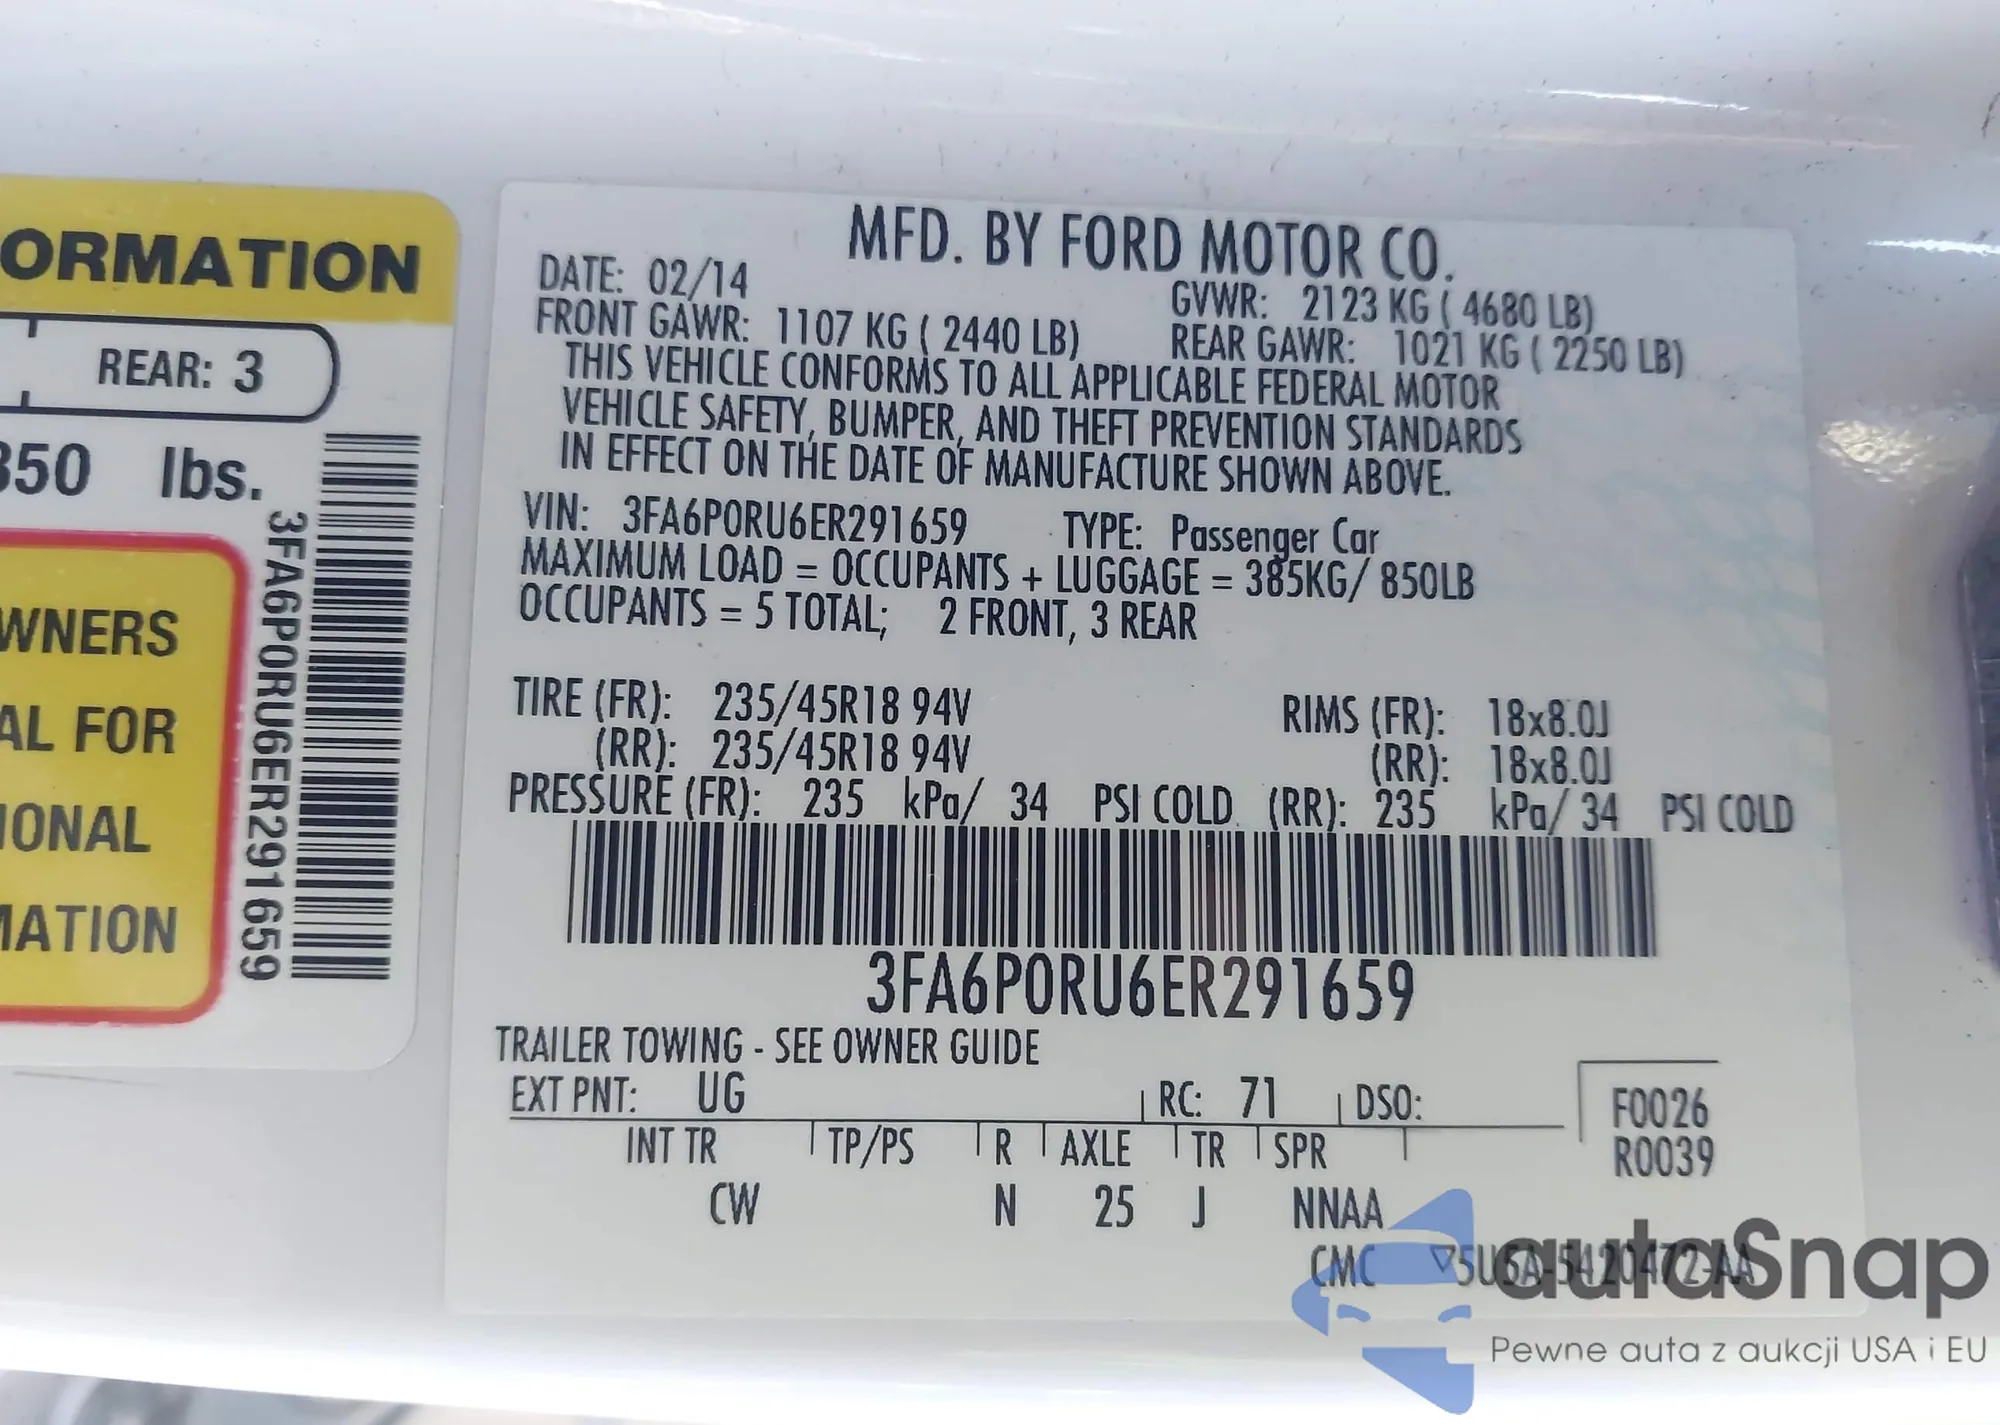 ORMATION
REAR: 3
850 lbs.
3FA6P0RU6ER291659
WNERS
AL FOR
IONAL
MATION
MFD. BY FORD MOTOR CO.
DATE: 02/14
GVWR: 2123 KG ( 4680 LB)
FRONT GAWR: 1107 KG ( 2440 LB)
REAR GAWR: 1021 KG ( 2250 LB)
THIS VEHICLE CONFORMS TO ALL APPLICABLE FEDERAL MOTOR
VEHICLE SAFETY, BUMPER, AND THEFT PREVENTION STANDARDS
IN EFFECT ON THE DATE OF MANUFACTURE SHOWN ABOVE.
VIN: 3FA6P0RU6ER291659 TYPE: Passenger Car
MAXIMUM LOAD = OCCUPANTS + LUGGAGE = 385KG/ 850LB
OCCUPANTS = 5 TOTAL; 2 FRONT, 3 REAR
TIRE (FR): 235/45R18 94V RIMS (FR): 18x8.0J
(RR): 235/45R18 94V (RR): 18x8.0J
PRESSURE (FR): 235 kPa/ 34 PSI COLD (RR): 235 kPa/ 34 PSI COLD
3FA6P0RU6ER291659
TRAILER TOWING - SEE OWNER GUIDE
EXT PNT: UG RC: 71 DSO:
F0026
R0039
INT TR TP/PS R AXLE TR SPR
CW N 25 J NNAA
CMC 5U5A-5420472-AA
autoSnap
Pewne auta z aukcji USA i EU